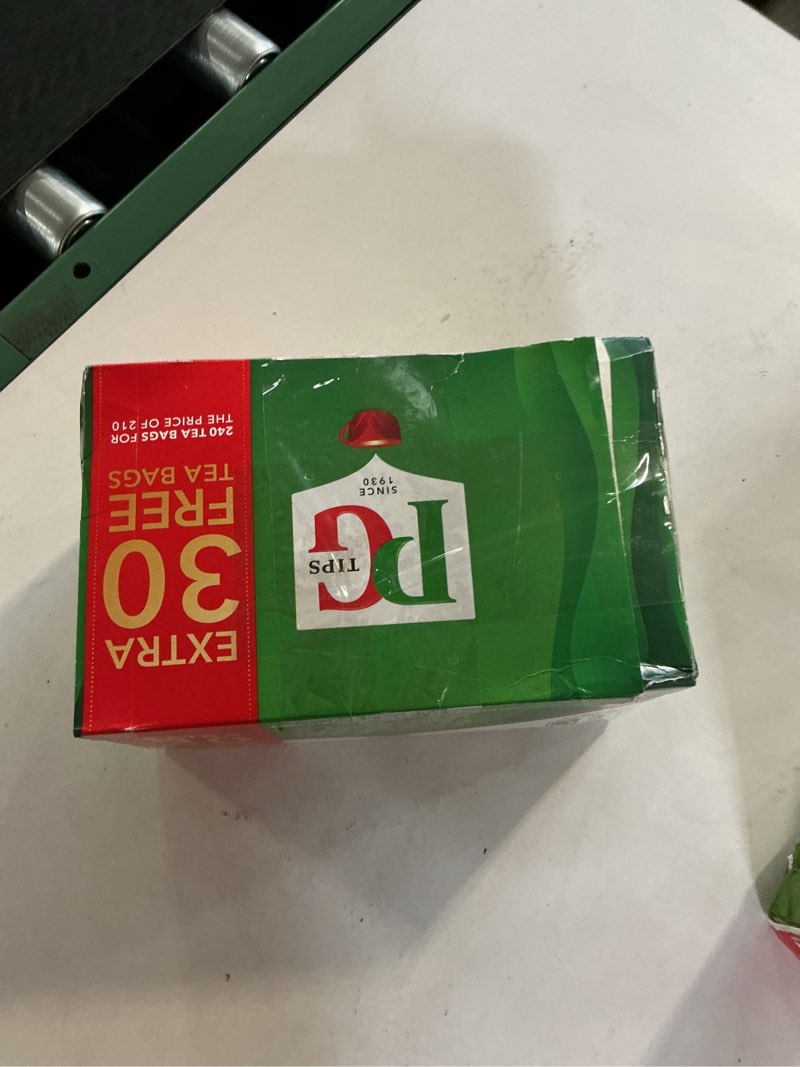 EXTRA
30
FREE
TEA BAGS
240 TEA BAGS FOR
THE PRICE OF 210
SINCE
1930
PG
TIPS